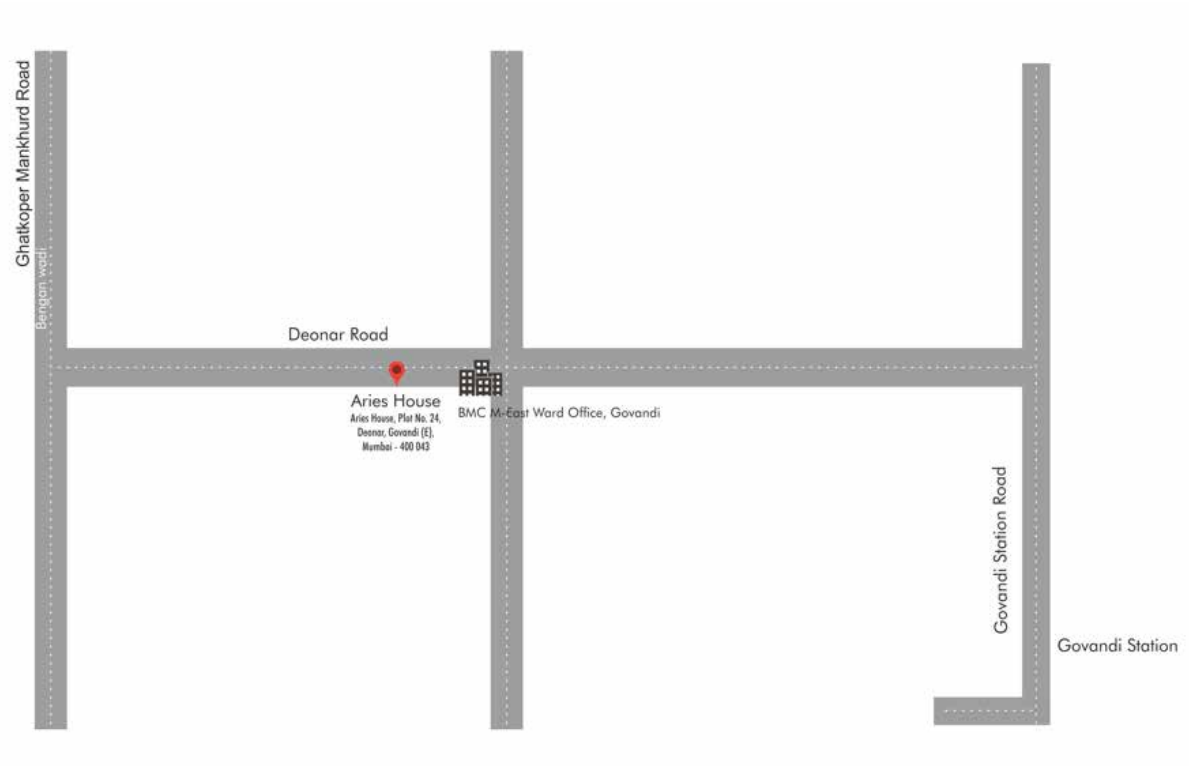 Ghatkoper Mankhurd Road
Bengan wadi
Deonar Road
Aries House
Aries House, Plot No. 24,
Deonar, Govandi (E),
Mumbai - 400 043
BMC M-East Ward Office, Govandi
Govandi Station Road
Govandi Station